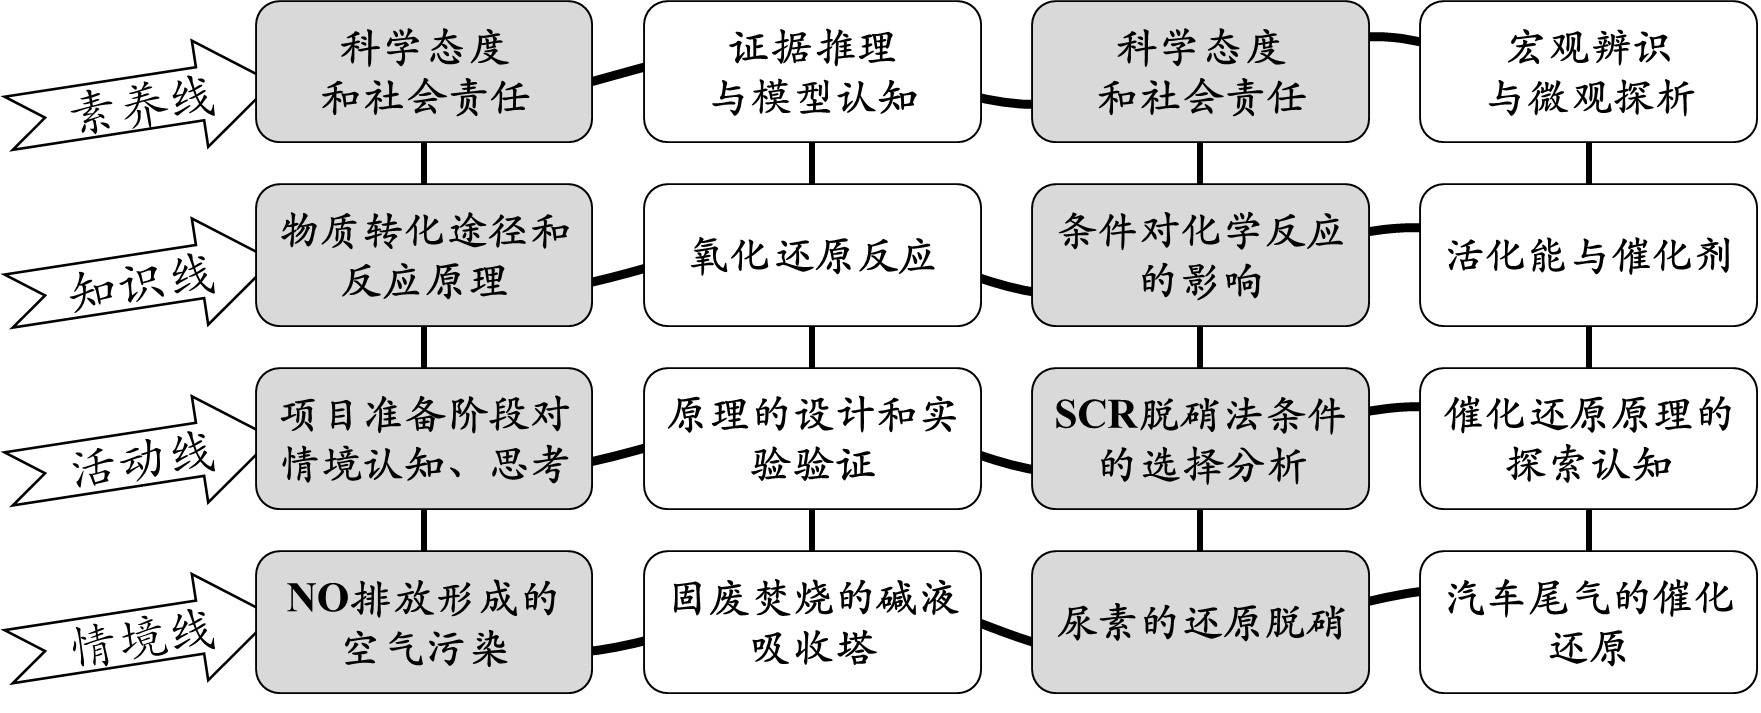 素养线
科学态度
和社会责任
证据推理
与模型认知
科学态度
和社会责任
宏观辨识
与微观探析
知识线
物质转化途径和
反应原理
氧化还原反应
条件对化学反应
的影响
活化能与催化剂
活动线
项目准备阶段对
情境认知、思考
原理的设计和实
验验证
SCR脱硝法条件
的选择分析
催化还原原理的
探索认知
情境线
NO排放形成的
空气污染
固废焚烧的碱液
吸收塔
尿素的还原脱硝
汽车尾气的催化
还原